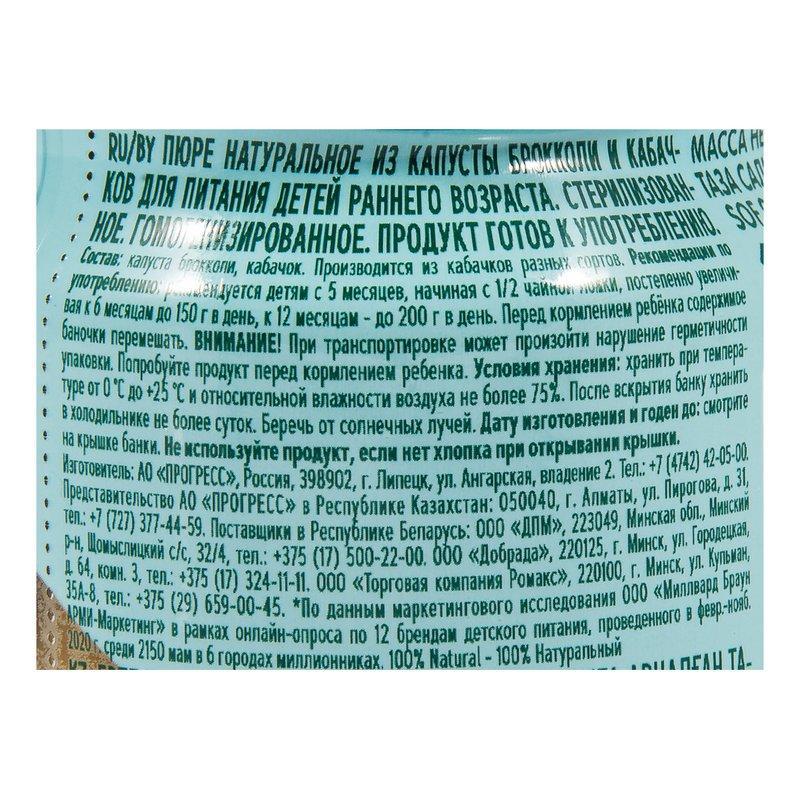 RU/BY ПЮРЕ НАТУРАЛЬНОЕ ИЗ КАПУСТЫ БРОККОЛИ И КАБАЧ- МАССА НЕ
КОВ ДЛЯ ПИТАНИЯ ДЕТЕЙ РАННЕГО ВОЗРАСТА. СТЕРИЛИЗОВАН- ТАЗА САЛ
НОЕ. ГОМОГЕНИЗИРОВАННОЕ. ПРОДУКТ ГОТОВ К УПОТРЕБЛЕНИЮ.
Состав: капуста брокколи, кабачок. Производится из кабачков разных сортов. Рекомендации по
употреблению: рекомендуется детям с 5 месяцев, начиная с 1/2 чайной ложки, постепенно увеличи-
вая к 6 месяцам до 150 г в день, к 12 месяцам - до 200 г в день. Перед кормлением ребёнка содержимое
баночки перемешать. ВНИМАНИЕ! При транспортировке может произойти нарушение герметичности
упаковки. Попробуйте продукт перед кормлением ребенка. Условия хранения: хранить при темпера-
туре от 0 °С до +25 °С и относительной влажности воздуха не более 75%. После вскрытия банку хранить
в холодильнике не более суток. Беречь от солнечных лучей. Дату изготовления и годен до: смотрите
на крышке банки. Не используйте продукт, если нет хлопка при открывании крышки.
Изготовитель: АО «ПРОГРЕСС», Россия, 398902, г. Липецк, ул. Ангарская, владение 2. Тел.: +7 (4742) 42-05-00.
Представительство АО «ПРОГРЕСС» в Республике Казахстан: 050040, г. Алматы, ул. Пирогова, д. 31,
тел.: +7 (727) 377-44-59. Поставщики в Республике Беларусь: ООО «ДПМ», 223049, Минская обл., Минский
р-н, Щомыслицкий с/с, 32/4, тел.: +375 (17) 500-22-00. ООО «Добрада», 220125, г. Минск, ул. Городецкая,
д. 64, комн. 3, тел.: +375 (17) 324-11-11. ООО «Торговая компания Ромакс», 220100, г. Минск, ул. Кульман,
35А-8, тел.: +375 (29) 659-00-45. *По данным маркетингового исследования ООО «Миллвард Браун
АРМИ-Маркетинг» в рамках онлайн-опроса по 12 брендам детского питания, проведенного в февр.-нояб.
2020 г. среди 2150 мам в 6 городах миллионниках. 100% Natural - 100% Натуральный